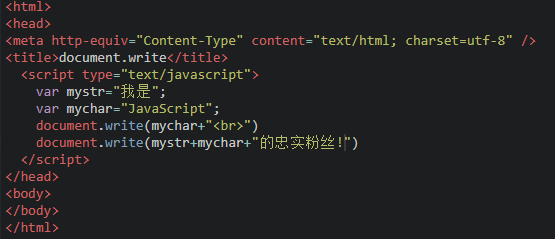 <html>
<head>
<meta http-equiv="Content-Type" content="text/html; charset=utf-8" />
<title>document.write</title>
  <script type="text/javascript">
    var mystr="我是";
    var mychar="JavaScript";
    document.write(mychar+"<br>")
    document.write(mystr+mychar+"的忠实粉丝!")
  </script>
</head>
<body>
</body>
</html>